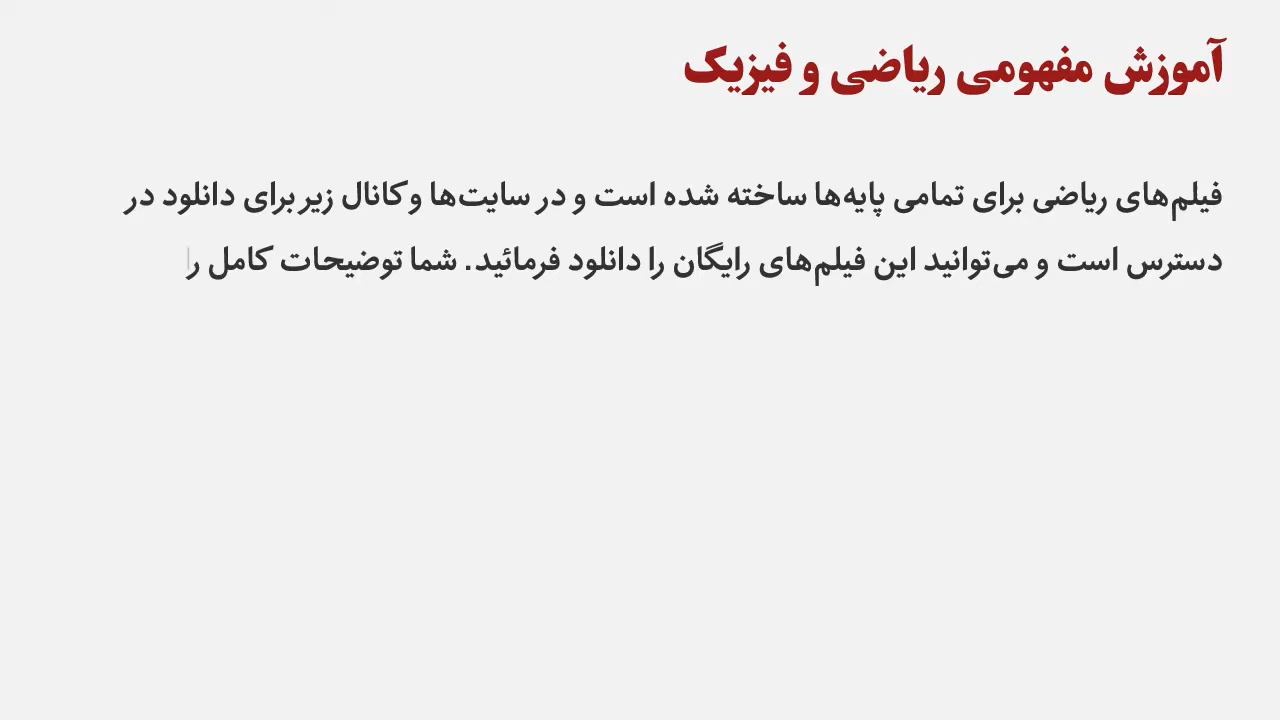 آموزش مفهومی ریاضی و فیزیک
فیلم‌های ریاضی برای تمامی پایه‌ها ساخته شده است و در سایت‌ها و کانال زیر برای دانلود در
دسترس است و می‌توانید این فیلم‌های رایگان را دانلود فرمائید. شما توضیحات کامل ر